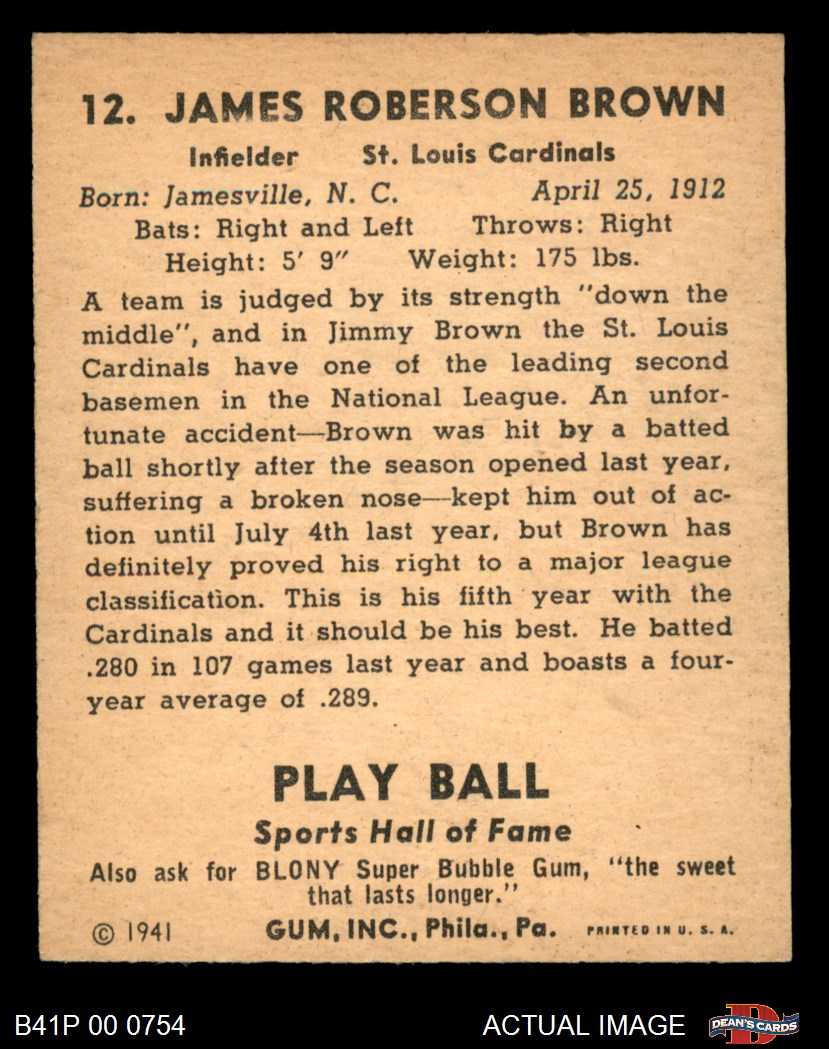 12. JAMES ROBERSON BROWN
Infielder St. Louis Cardinals
Born: Jamesville, N. C. April 25, 1912
Bats: Right and Left Throws: Right
Height: 5' 9" Weight: 175 lbs.
A team is judged by its strength "down the
middle", and in Jimmy Brown the St. Louis
Cardinals have one of the leading second
basemen in the National League. An unfor-
tunate accident—Brown was hit by a batted
ball shortly after the season opened last year,
suffering a broken nose—kept him out of ac-
tion until July 4th last year, but Brown has
definitely proved his right to a major league
classification. This is his fifth year with the
Cardinals and it should be his best. He batted
.280 in 107 games last year and boasts a four-
year average of .289.
PLAY BALL
Sports Hall of Fame
Also ask for BLONY Super Bubble Gum, "the sweet
that lasts longer."
© 1941 GUM, INC., Phila., Pa. PRINTED IN U. S. A.
B41P 00 0754 ACTUAL IMAGE D DEAN'S CARDS